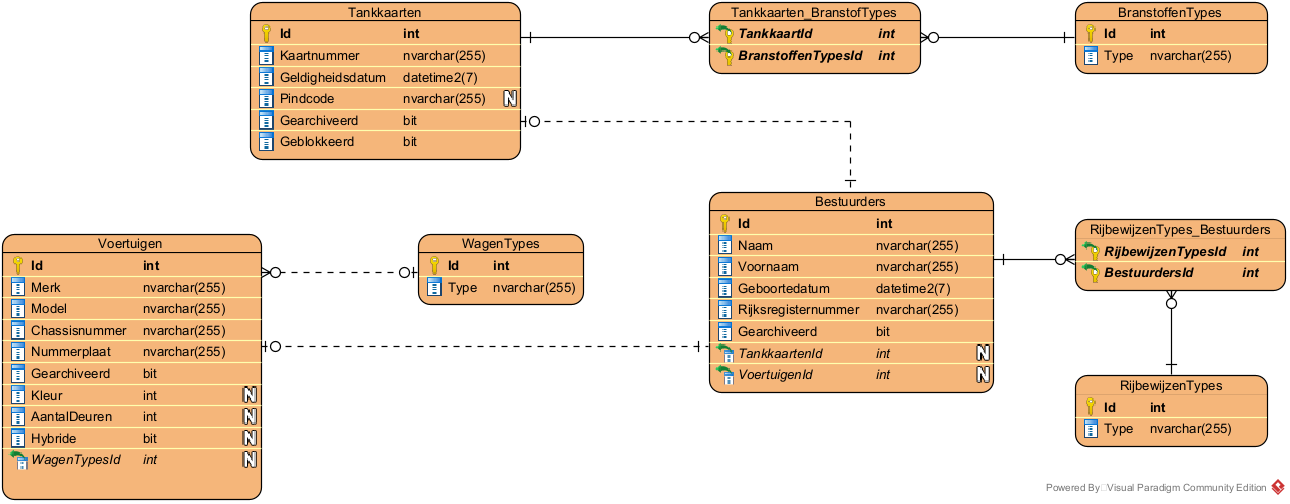 Tankkaarten
Id int
Kaartnummer nvarchar(255)
Geldigheidsdatum datetime2(7)
Pindcode nvarchar(255) N
Gearchiveerd bit
Geblokkeerd bit
Tankkaarten_BranstofTypes
TankkaartId int
BranstoffenTypesId int
BranstoffenTypes
Id int
Type nvarchar(255)
Voertuigen
Id int
Merk nvarchar(255)
Model nvarchar(255)
Chassisnummer nvarchar(255)
Nummerplaat nvarchar(255)
Gearchiveerd bit
Kleur int N
AantalDeuren int N
Hybride bit N
WagenTypesId int N
WagenTypes
Id int
Type nvarchar(255)
Bestuurders
Id int
Naam nvarchar(255)
Voornaam nvarchar(255)
Geboortedatum datetime2(7)
Rijksregisternummer nvarchar(255)
Gearchiveerd bit
TankkaartenId int N
VoertuigenId int N
RijbewijzenTypes_Bestuurders
RijbewijzenTypesId int
BestuurdersId int
RijbewijzenTypes
Id int
Type nvarchar(255)
Powered By Visual Paradigm Community Edition